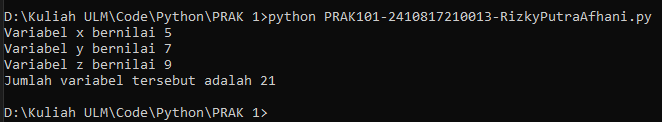 D:\Kuliah ULM\Code\Python\PRAK 1>python PRAK101-2410817210013-RizkyPutraAfhani.py
Variabel x bernilai 5
Variabel y bernilai 7
Variabel z bernilai 9
Jumlah variabel tersebut adalah 21
D:\Kuliah ULM\Code\Python\PRAK 1>